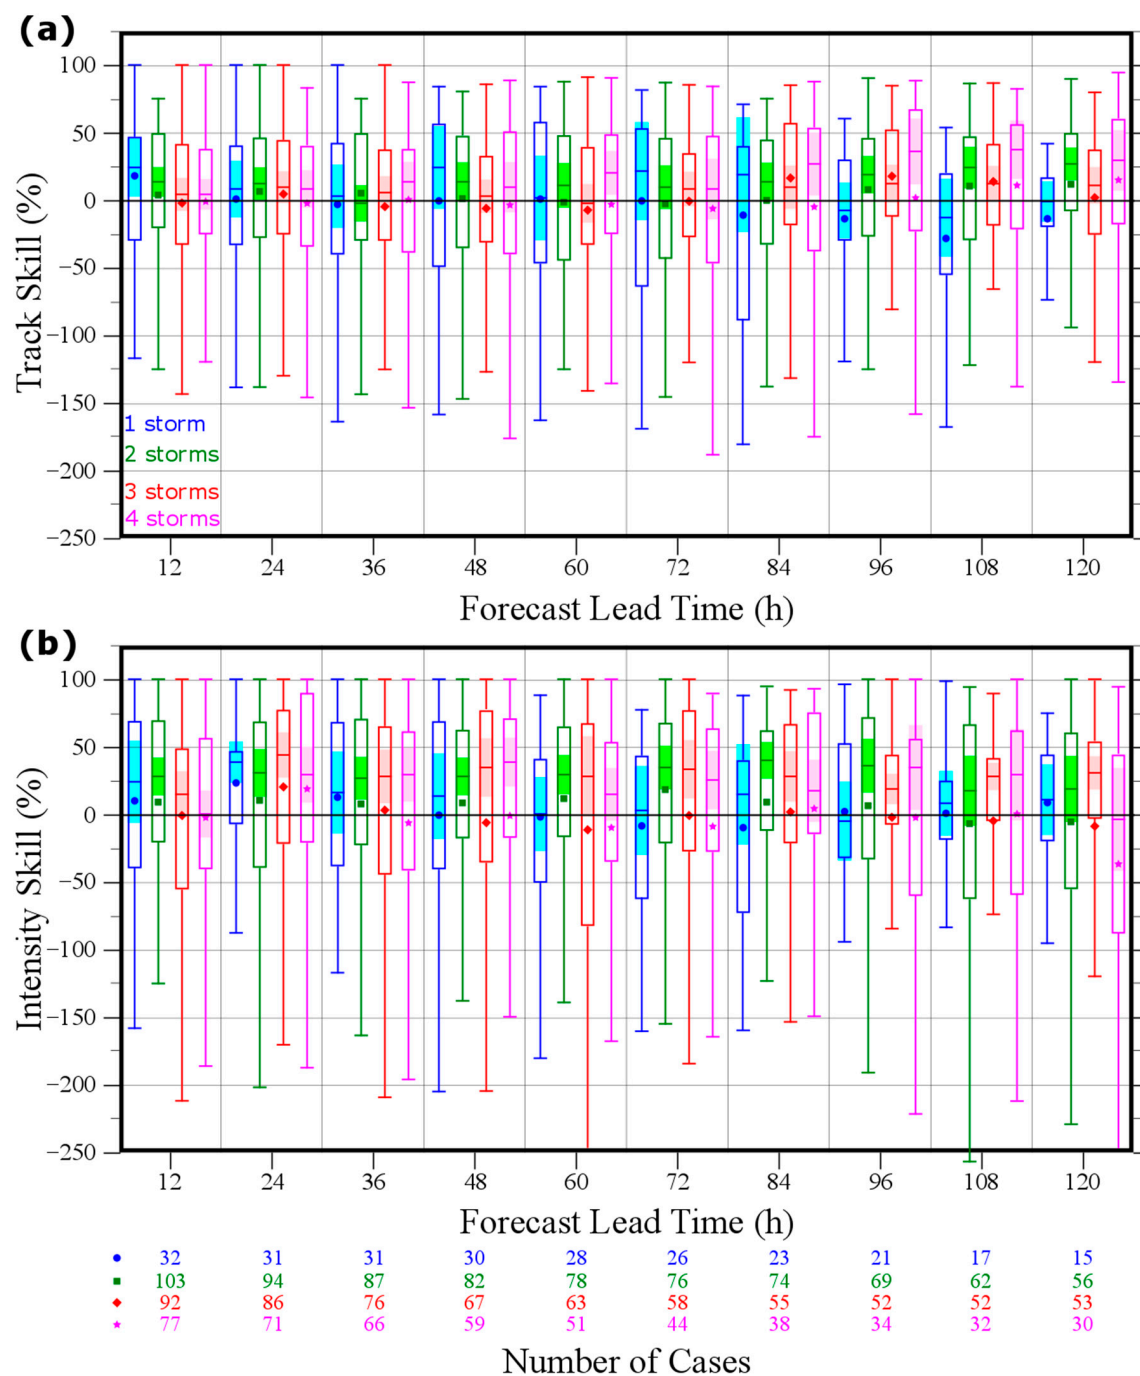 (a)
Track Skill (%)
100
50
0
−50
−100
−150
−200
−250
1 storm
2 storms
3 storms
4 storms
12 24 36 48 60 72 84 96 108 120
Forecast Lead Time (h)
(b)
Intensity Skill (%)
100
50
0
−50
−100
−150
−200
−250
12 24 36 48 60 72 84 96 108 120
Forecast Lead Time (h)
32 31 31 30 28 26 23 21 17 15
103 94 87 82 78 76 74 69 62 56
92 86 76 67 63 58 55 52 52 53
77 71 66 59 51 44 38 34 32 30
Number of Cases